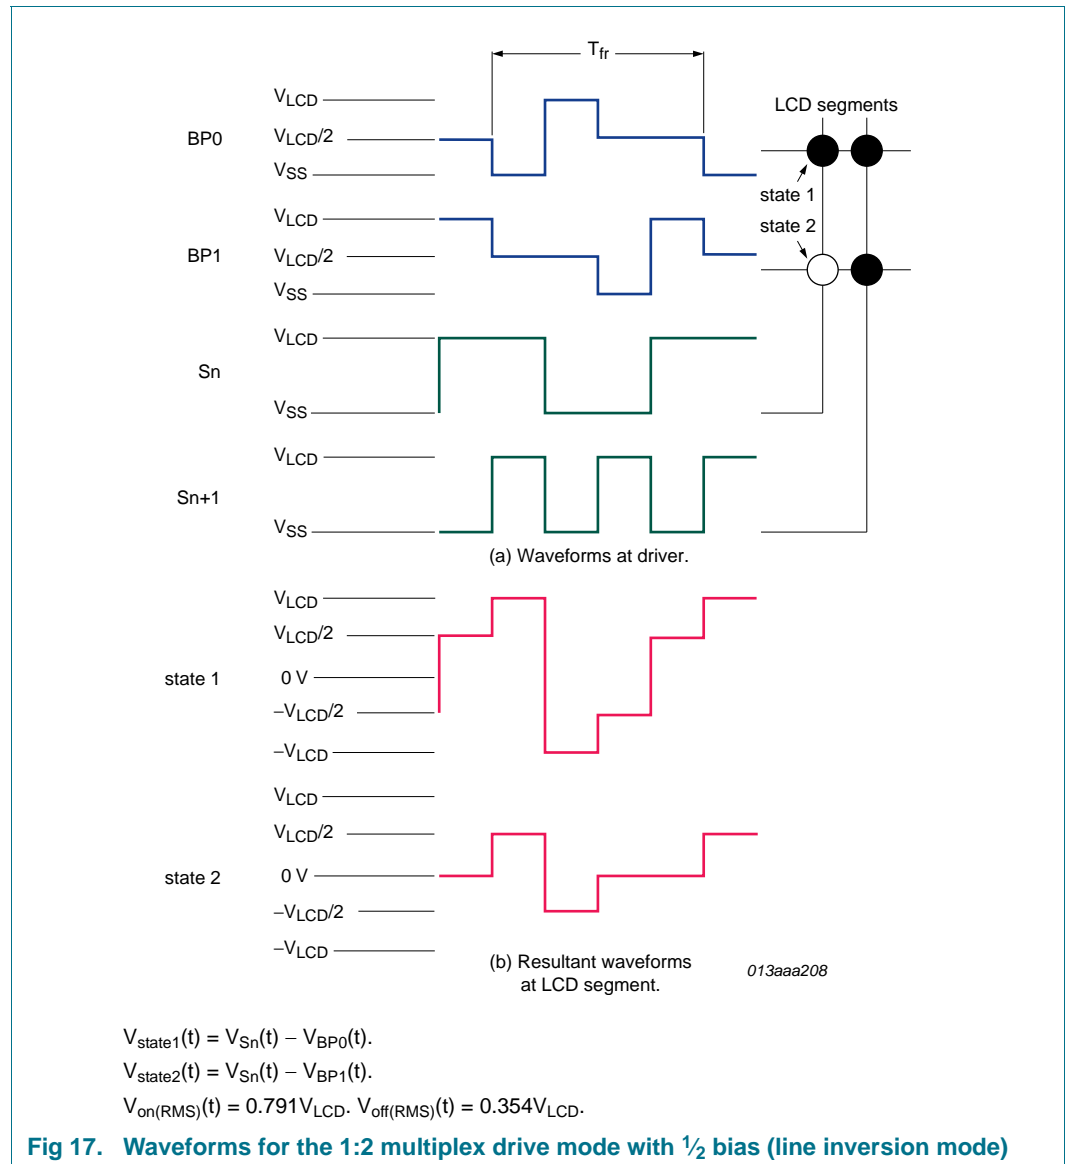 Tfr
VLCD
BP0
VLCD/2
VSS
LCD segments
state 1
state 2
VLCD
BP1
VLCD/2
VSS
VLCD
Sn
VSS
VLCD
Sn+1
VSS
(a) Waveforms at driver.
VLCD
VLCD/2
state 1
0 V
−VLCD/2
−VLCD
VLCD
VLCD/2
state 2
0 V
−VLCD/2
−VLCD
(b) Resultant waveforms
at LCD segment.
013aaa208
Vstate1(t) = VSn(t) − VBP0(t).
Vstate2(t) = VSn(t) − VBP1(t).
Von(RMS)(t) = 0.791VLCD. Voff(RMS)(t) = 0.354VLCD.
Fig 17. Waveforms for the 1:2 multiplex drive mode with 1⁄2 bias (line inversion mode)